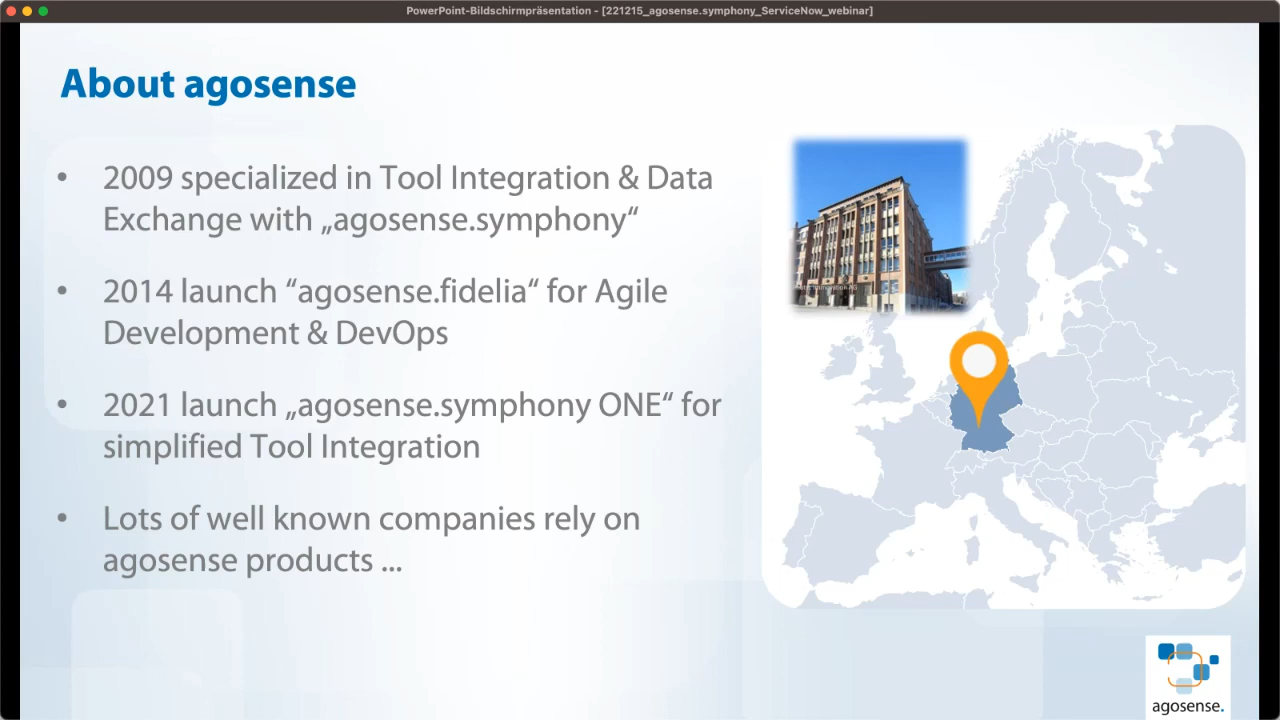 PowerPoint-Bildschirmpräsentation - [221215_agosense.symphony_ServiceNow_webinar]
About agosense
• 2009 specialized in Tool Integration & Data
Exchange with „agosense.symphony“
• 2014 launch “agosense.fidelia“ for Agile
Development & DevOps
• 2021 launch „agosense.symphony ONE“ for
simplified Tool Integration
• Lots of well known companies rely on
agosense products ...
agosense.